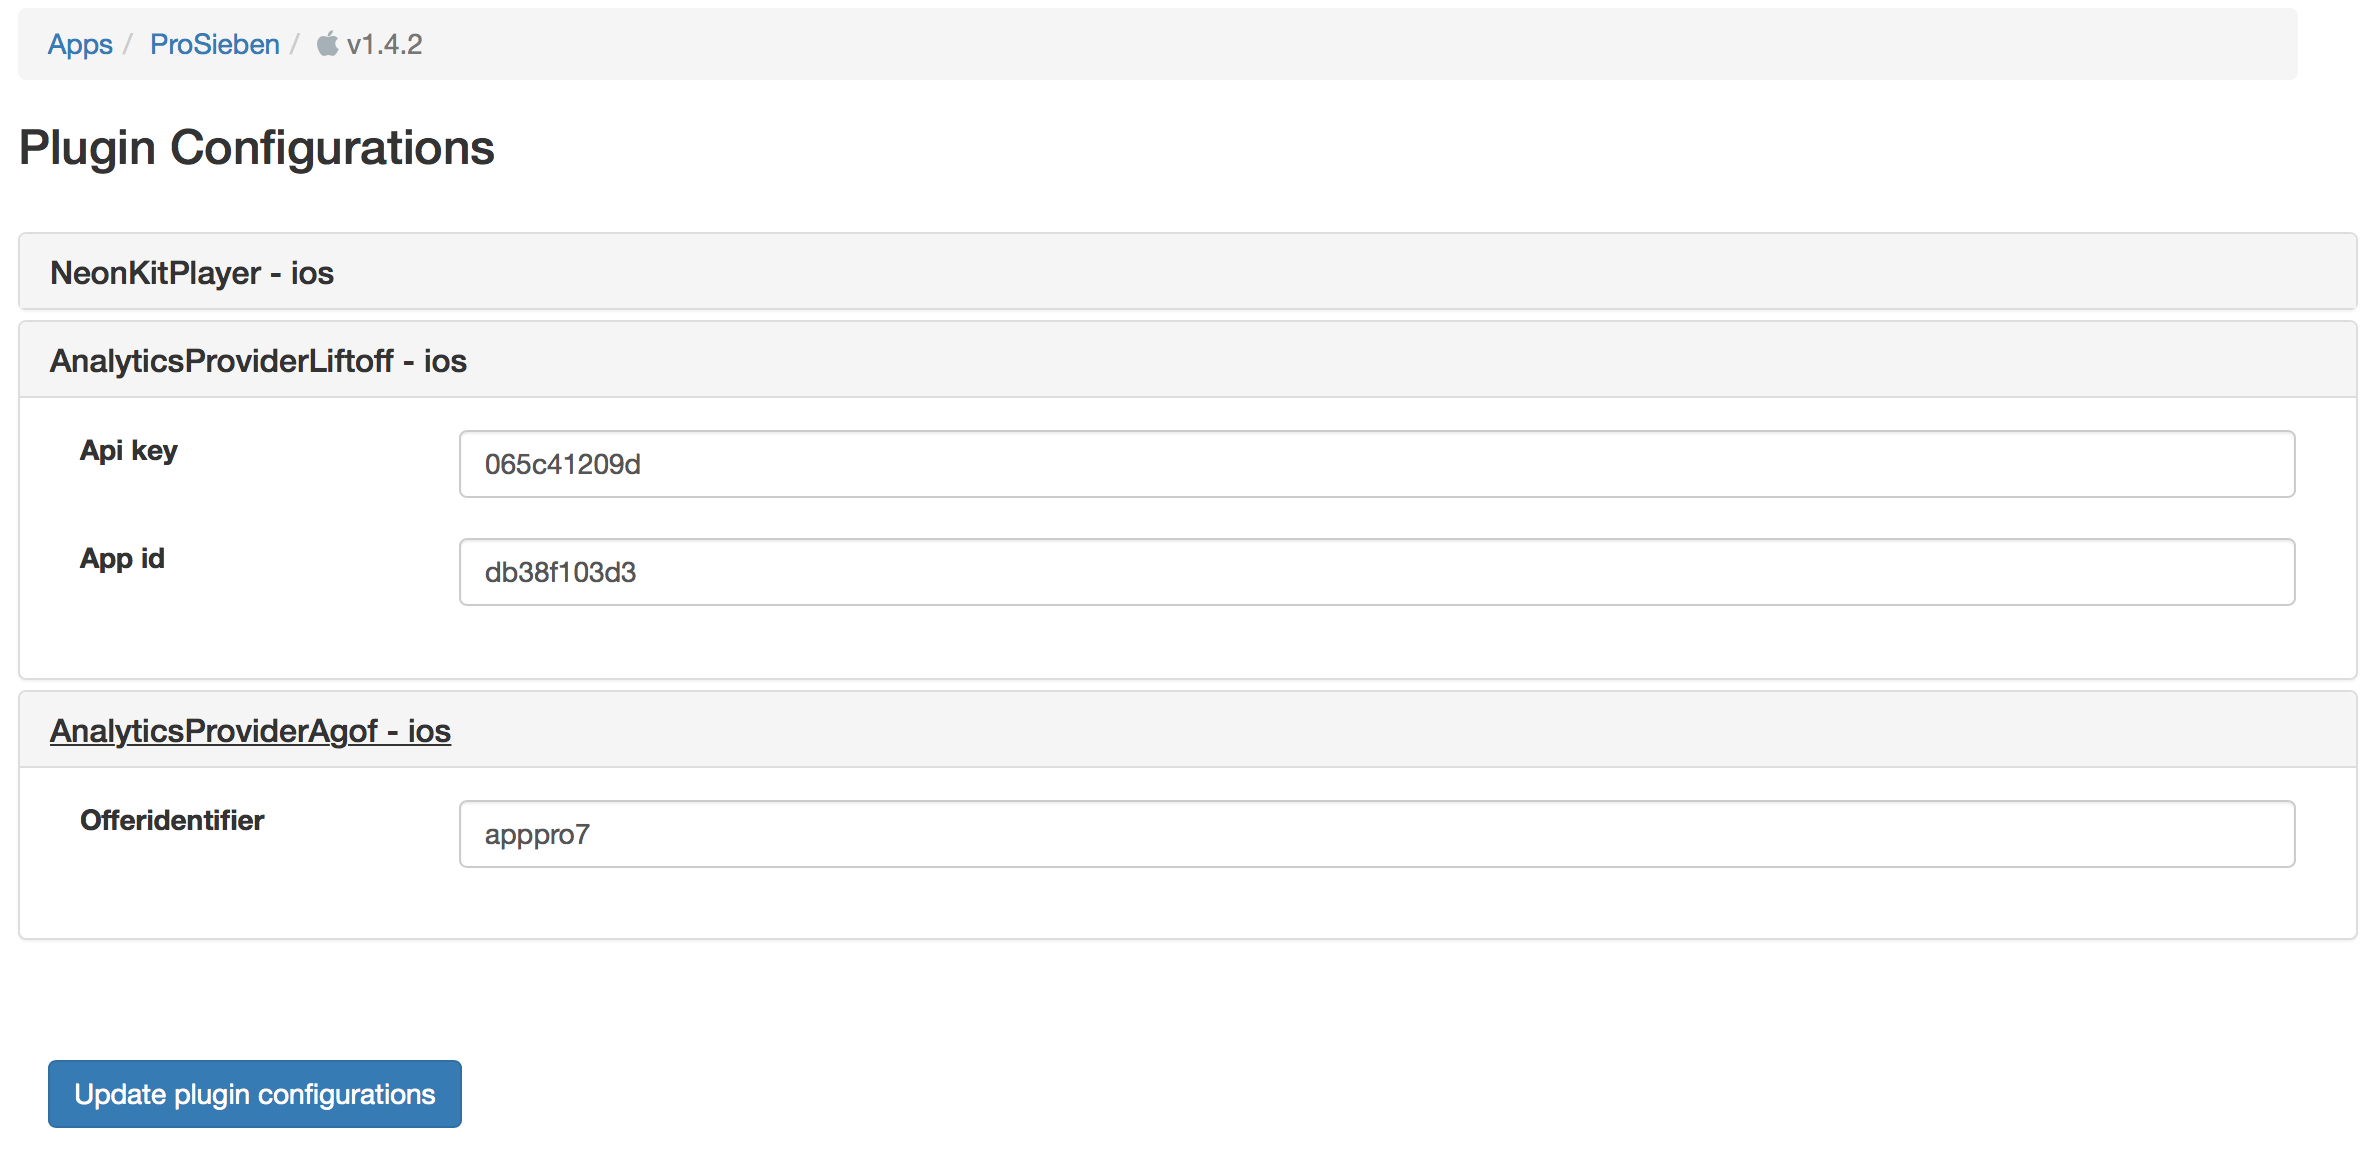 Apps / ProSieben / v1.4.2
Plugin Configurations
NeonKitPlayer - ios
AnalyticsProviderLiftoff - ios
Api key
065c41209d
App id
db38f103d3
AnalyticsProviderAgof - ios
Offeridentifier
apppro7
Update plugin configurations